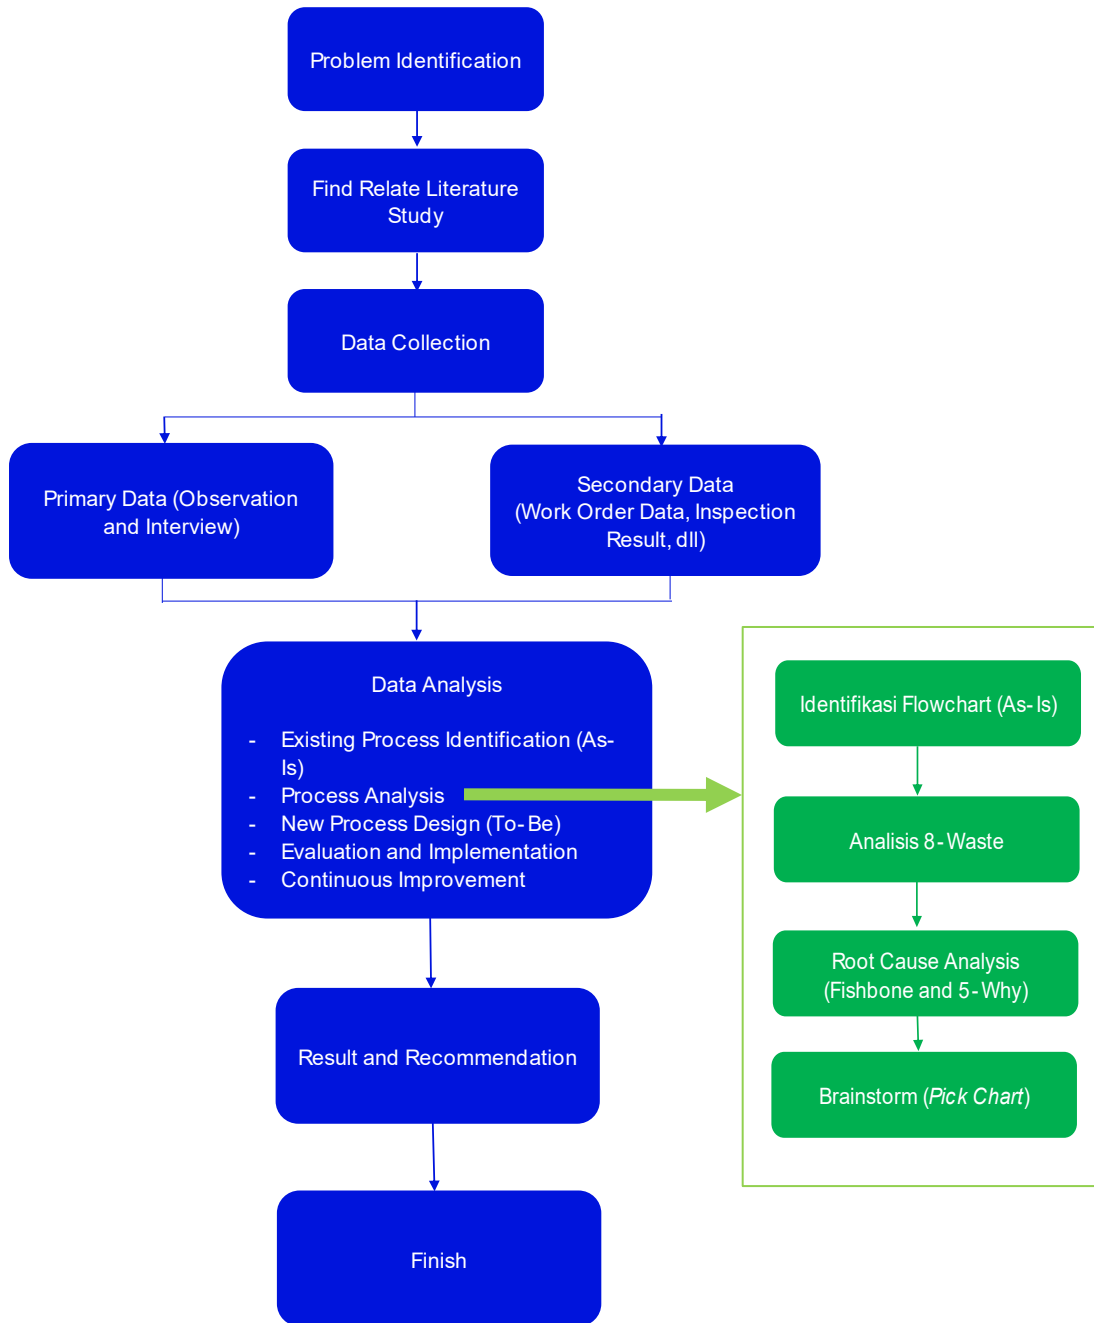 Problem Identification
Find Relate Literature
Study
Data Collection
Primary Data (Observation
and Interview)
Secondary Data
(Work Order Data, Inspection
Result, dll)
Data Analysis
- Existing Process Identification (As-
Is)
- Process Analysis
- New Process Design (To-Be)
- Evaluation and Implementation
- Continuous Improvement
Result and Recommendation
Finish
Identifikasi Flowchart (As-Is)
Analisis 8-Waste
Root Cause Analysis
(Fishbone and 5-Why)
Brainstorm (Pick Chart)